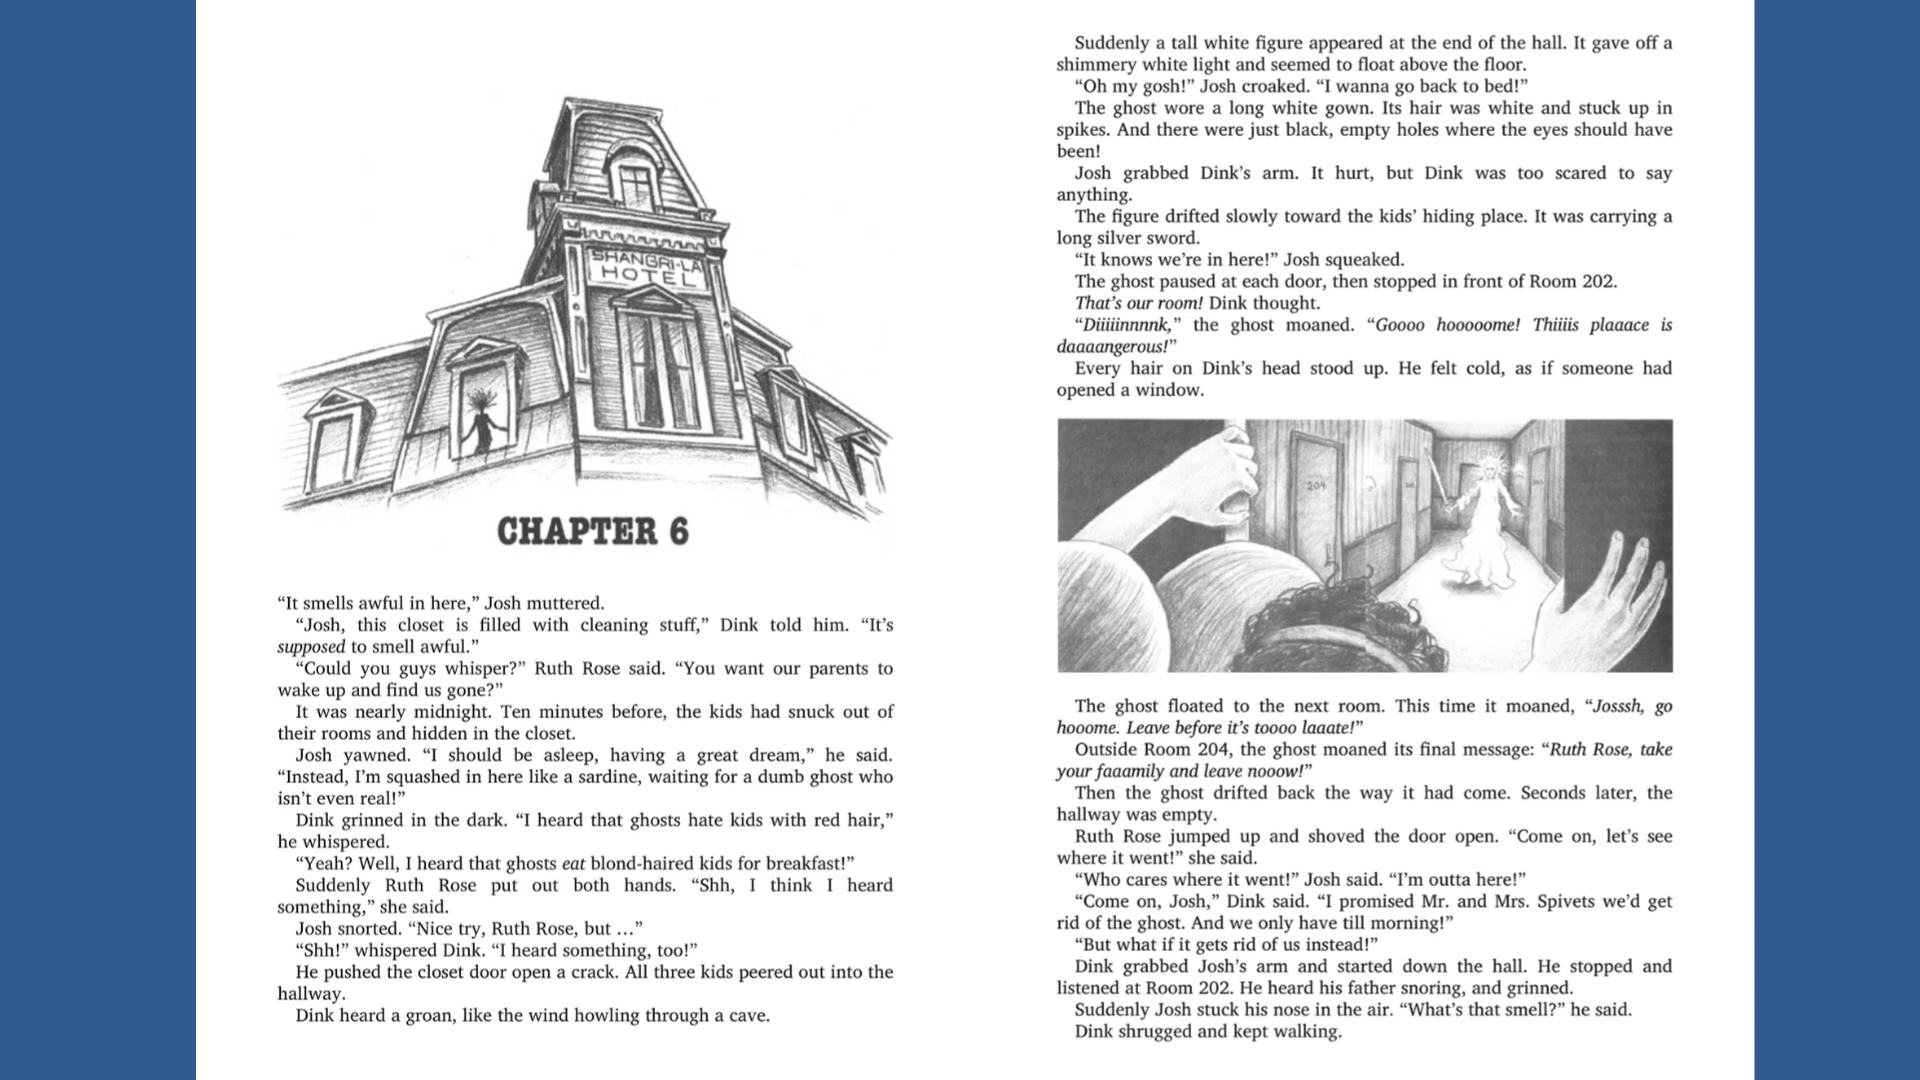 SHANGRI-LA
HOTEL
CHAPTER 6
“It smells awful in here,” Josh muttered.
“Josh, this closet is filled with cleaning stuff,” Dink told him. “It’s
supposed to smell awful.”
“Could you guys whisper?” Ruth Rose said. “You want our parents to
wake up and find us gone?”
It was nearly midnight. Ten minutes before, the kids had snuck out of
their rooms and hidden in the closet.
Josh yawned. “I should be asleep, having a great dream,” he said.
“Instead, I’m squashed in here like a sardine, waiting for a dumb ghost who
isn’t even real!”
Dink grinned in the dark. “I heard that ghosts hate kids with red hair,”
he whispered.
“Yeah? Well, I heard that ghosts eat blond-haired kids for breakfast!”
Suddenly Ruth Rose put out both hands. “Shh, I think I heard
something,” she said.
Josh snorted. “Nice try, Ruth Rose, but …”
“Shh!” whispered Dink. “I heard something, too!”
He pushed the closet door open a crack. All three kids peered out into the
hallway.
Dink heard a groan, like the wind howling through a cave.
Suddenly a tall white figure appeared at the end of the hall. It gave off a
shimmery white light and seemed to float above the floor.
“Oh my gosh!” Josh croaked. “I wanna go back to bed!”
The ghost wore a long white gown. Its hair was white and stuck up in
spikes. And there were just black, empty holes where the eyes should have
been!
Josh grabbed Dink’s arm. It hurt, but Dink was too scared to say
anything.
The figure drifted slowly toward the kids’ hiding place. It was carrying a
long silver sword.
“It knows we’re in here!” Josh squeaked.
The ghost paused at each door, then stopped in front of Room 202.
That’s our room! Dink thought.
“Diiiiinnnnk,” the ghost moaned. “Goooo hooooome! Thiiiis plaaace is
daaaangerous!”
Every hair on Dink’s head stood up. He felt cold, as if someone had
opened a window.
204
The ghost floated to the next room. This time it moaned, “Josssh, go
hooome. Leave before it’s toooo laaate!”
Outside Room 204, the ghost moaned its final message: “Ruth Rose, take
your faaamily and leave nooow!”
Then the ghost drifted back the way it had come. Seconds later, the
hallway was empty.
Ruth Rose jumped up and shoved the door open. “Come on, let’s see
where it went!” she said.
“Who cares where it went!” Josh said. “I’m outta here!”
“Come on, Josh,” Dink said. “I promised Mr. and Mrs. Spivets we’d get
rid of the ghost. And we only have till morning!”
“But what if it gets rid of us instead!”
Dink grabbed Josh’s arm and started down the hall. He stopped and
listened at Room 202. He heard his father snoring, and grinned.
Suddenly Josh stuck his nose in the air. “What’s that smell?” he said.
Dink shrugged and kept walking.